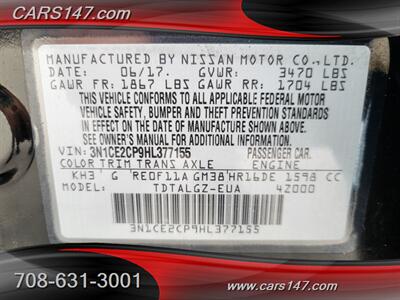 CARS147.com
MANUFACTURED BY NISSAN MOTOR CO.,LTD.
DATE: 06/17. GVWR: 3470 LBS
GAWR FR: 1867 LBS GAWR RR: 1704 LBS
THIS VEHICLE CONFORMS TO ALL APPLICABLE FEDERAL MOTOR
VEHICLE SAFETY, BUMPER AND THEFT PREVENTION STANDARDS
IN EFFECT ON THE DATE OF MANUFACTURE SHOWN ABOVE.
SEE OWNER'S MANUAL FOR ADDITIONAL INFORMATION.
VIN: 3N1CE2CP9HL377155 PASSENGER CAR.
COLOR TRIM TRANS AXLE ENGINE
KH3 ' G 'RE0F11A GM38'HR16DE 1598 CC
MODEL: TDTALGZ-EUA 4Z000
3N1CE2CP9HL377155
708-631-3001
cars147.com